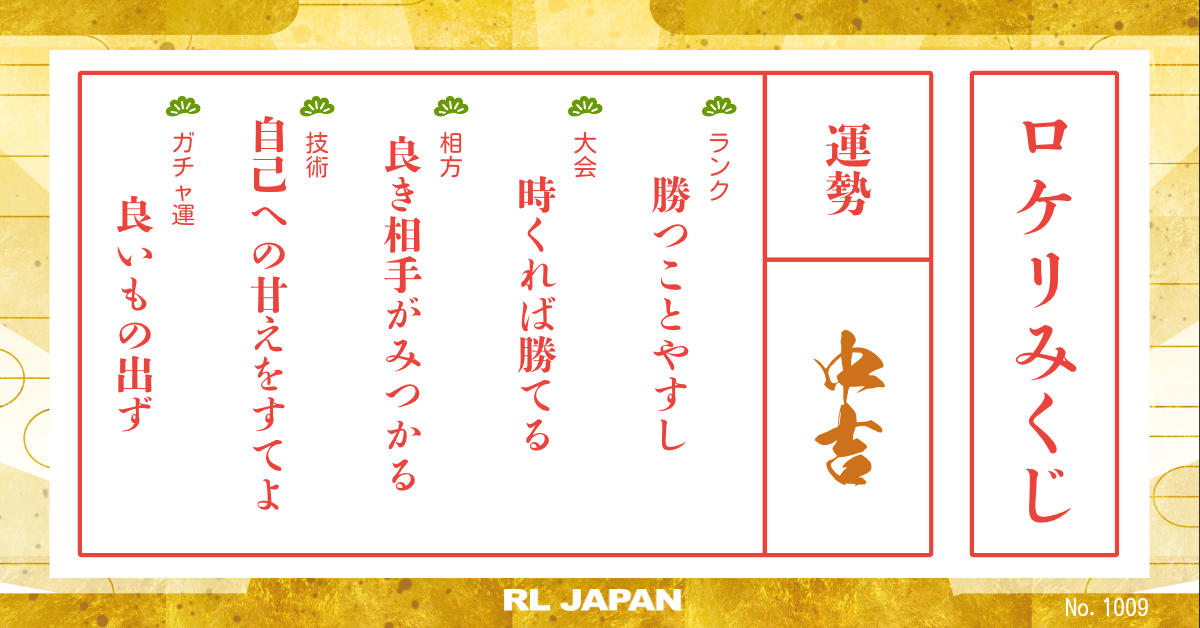 ロケリみくじ
運勢
中吉
ランク
勝つことやすし
大会
時くれば勝てる
相方
良き相手がみつかる
技術
自己への甘えをすてよ
ガチャ運
良いもの出ず
RL JAPAN
No. 1009